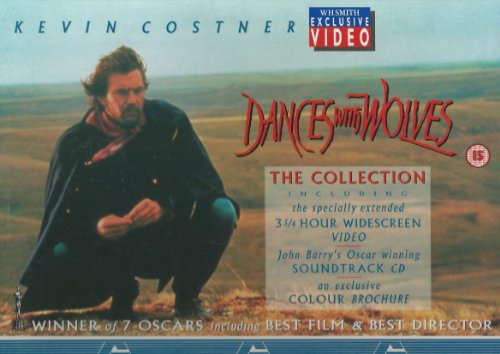 KEVIN COSTNER
WHSMITH
EXCLUSIVE
VIDEO
DANCES WITH WOLVES
15
THE COLLECTION
INCLUDING
the specially extended
3 3/4 HOUR WIDESCREEN
VIDEO
John Barry's Oscar winning
SOUNDTRACK CD
an exclusive
COLOUR BROCHURE
WINNER of 7 OSCARS including BEST FILM & BEST DIRECTOR